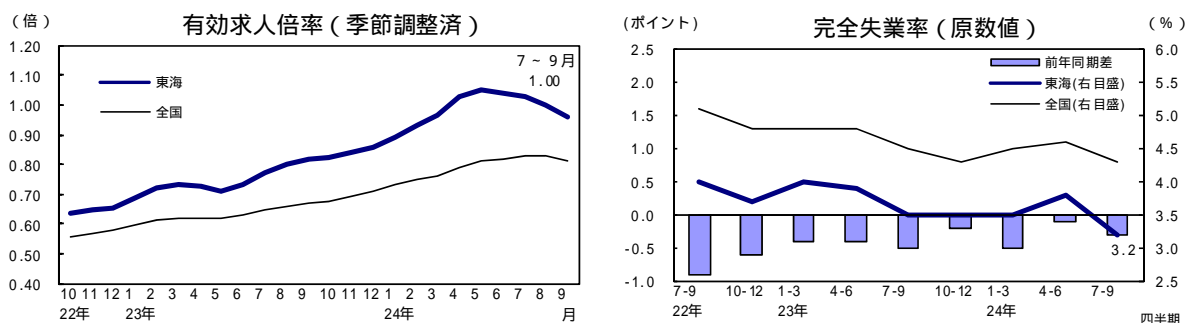 (倍)
有効求人倍率(季節調整済)
1.20
1.10
1.00
0.90
0.80
0.70
0.60
0.50
0.40
東海
全国
7~9月
1.00
10 11 12 1 2 3 4 5 6 7 8 9 10 11 12 1 2 3 4 5 6 7 8 9
22年 23年 24年 月
(ポイント)
完全失業率(原数値)
(%)
2.5
2.0
1.5
1.0
0.5
0.0
-0.5
-1.0
前年同期差
東海(右目盛)
全国(右目盛)
6.0
5.5
5.0
4.5
4.0
3.5
3.0
2.5
3.2
7-9 10-12 1-3 4-6 7-9 10-12 1-3 4-6 7-9
22年 23年 24年 四半期